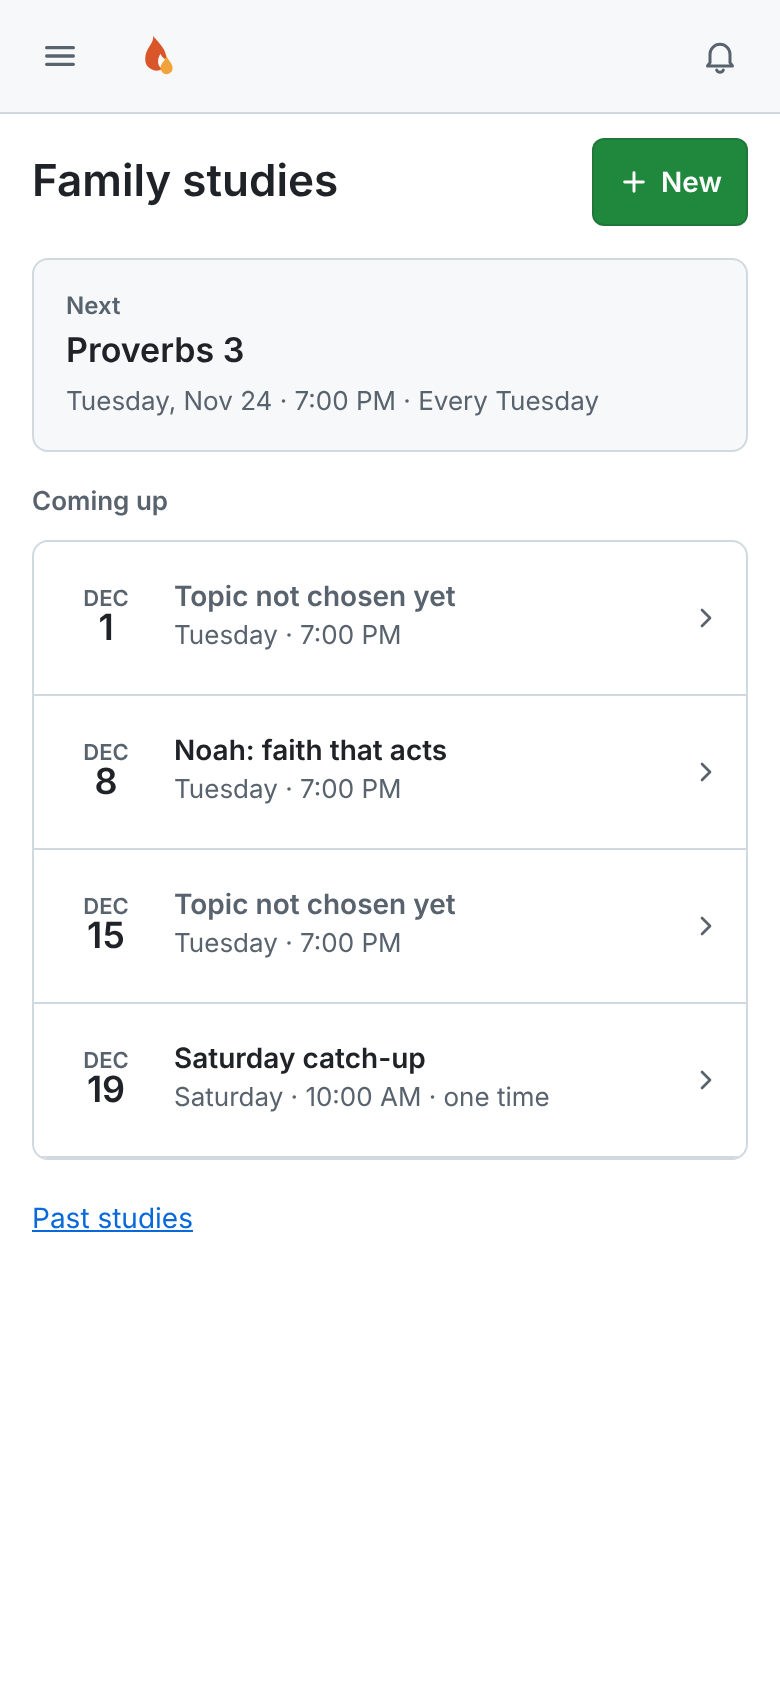 Family studies
+ New
Next
Proverbs 3
Tuesday, Nov 24 · 7:00 PM · Every Tuesday
Coming up
DEC
1
Topic not chosen yet
Tuesday · 7:00 PM
DEC
8
Noah: faith that acts
Tuesday · 7:00 PM
DEC
15
Topic not chosen yet
Tuesday · 7:00 PM
DEC
19
Saturday catch-up
Saturday · 10:00 AM · one time
Past studies